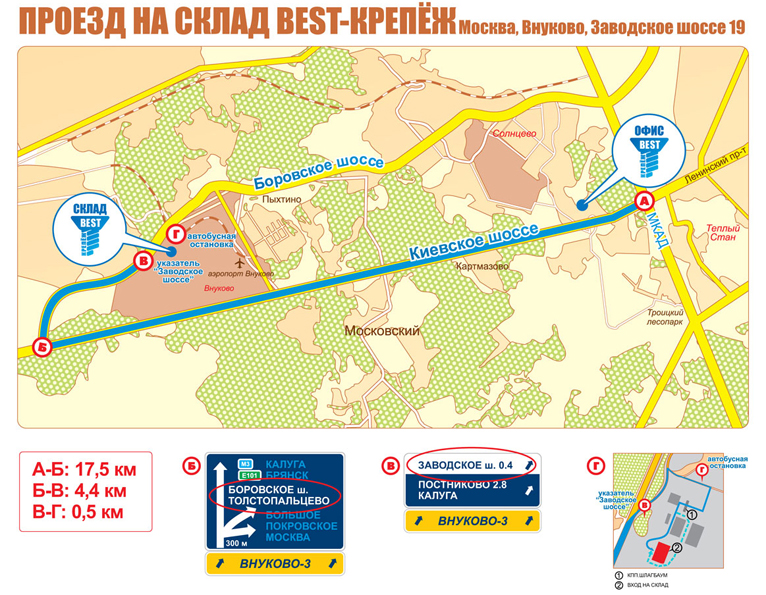 ПРОЕЗД НА СКЛАД BEST-КРЕПЁЖ Москва, Внуково, Заводское шоссе 19
ОФИС
BEST
Солнцево
Ленинский пр-т
Боровское шоссе
А
МКАД
Пыхтино
СКЛАД
BEST
Г
автобусная
остановка
Киевское шоссе
Теплый
Стан
В
указатель
"Заводское
шоссе"
аэропорт Внуково
Внуково
Картмазово
Троицкий
лесопарк
Московский
Б
А-Б: 17,5 км
Б-В: 4,4 км
В-Г: 0,5 км
Б
М3
КАЛУГА
E101
БРЯНСК
БОРОВСКОЕ ш.
ТОЛСТОПАЛЬЦЕВО
БОЛЬШОЕ
ПОКРОВСКОЕ
МОСКВА
300 м
ВНУКОВО-3
В
ЗАВОДСКОЕ ш. 0.4
ПОСТНИКОВО 2.8
КАЛУГА
ВНУКОВО-3
Г
автобусная
остановка
Г
указатель
"Заводское
шоссе"
В
1
2
1 КПП ШЛАГБАУМ
2 ВХОД НА СКЛАД